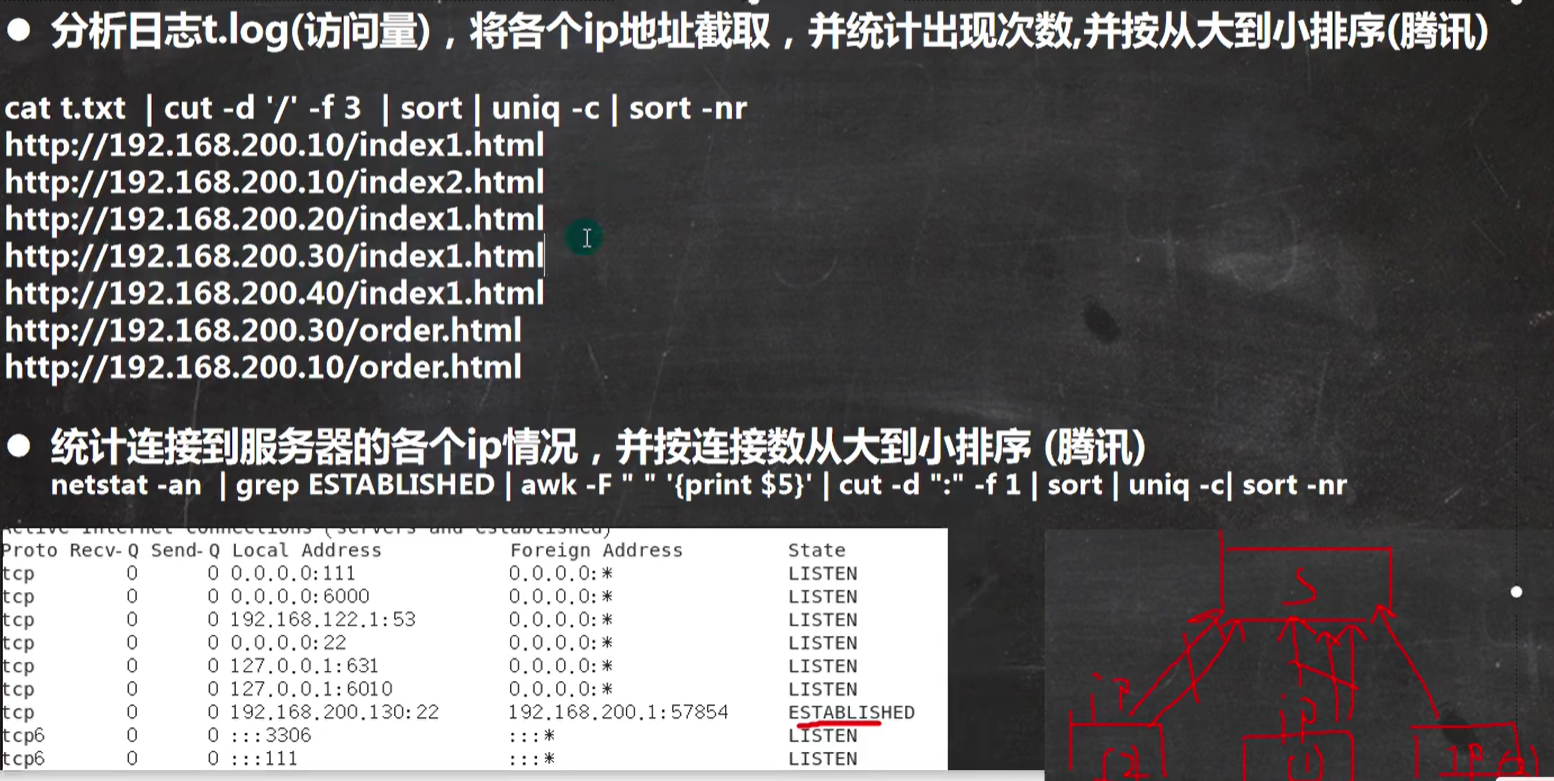 ● 分析日志t.log(访问量)，将各个ip地址截取，并统计出现次数,并按从大到小排序(腾讯)
cat t.txt | cut -d '/' -f 3 | sort | uniq -c | sort -nr
http://192.168.200.10/index1.html
http://192.168.200.10/index2.html
http://192.168.200.20/index1.html
http://192.168.200.30/index1.html
http://192.168.200.40/index1.html
http://192.168.200.30/order.html
http://192.168.200.10/order.html
● 统计连接到服务器的各个ip情况，并按连接数从大到小排序 (腾讯)
netstat -an | grep ESTABLISHED | awk -F " " '{print $5}' | cut -d ":" -f 1 | sort | uniq -c| sort -nr
Active Internet connections (servers and established)
Proto Recv-Q Send-Q Local Address Foreign Address State
tcp 0 0 0.0.0.0:111 0.0.0.0:* LISTEN
tcp 0 0 0.0.0.0:6000 0.0.0.0:* LISTEN
tcp 0 0 192.168.122.1:53 0.0.0.0:* LISTEN
tcp 0 0 0.0.0.0:22 0.0.0.0:* LISTEN
tcp 0 0 127.0.0.1:631 0.0.0.0:* LISTEN
tcp 0 0 127.0.0.1:6010 0.0.0.0:* LISTEN
tcp 0 0 192.168.200.130:22 192.168.200.1:57854 ESTABLISHED
tcp6 0 0 :::3306 :::* LISTEN
tcp6 0 0 :::111 :::* LISTEN
S
ip
ip
(2)
(1)
IP